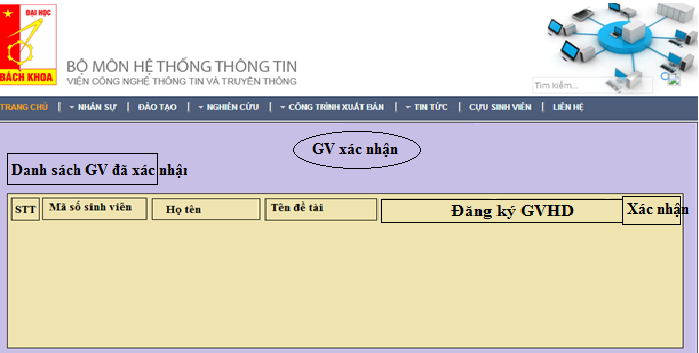 ĐẠI HỌC
BÁCH KHOA
BỘ MÔN HỆ THỐNG THÔNG TIN
VIỆN CÔNG NGHỆ THÔNG TIN VÀ TRUYỀN THÔNG
Tìm kiếm...
TRANG CHỦ | NHÂN SỰ | ĐÀO TẠO | NGHIÊN CỨU | CÔNG TRÌNH XUẤT BẢN | TIN TỨC | CỰU SINH VIÊN | LIÊN HỆ
GV xác nhận
Danh sách GV đã xác nhận
STT Mã số sinh viên Họ tên Tên đề tài Đăng ký GVHD Xác nhận